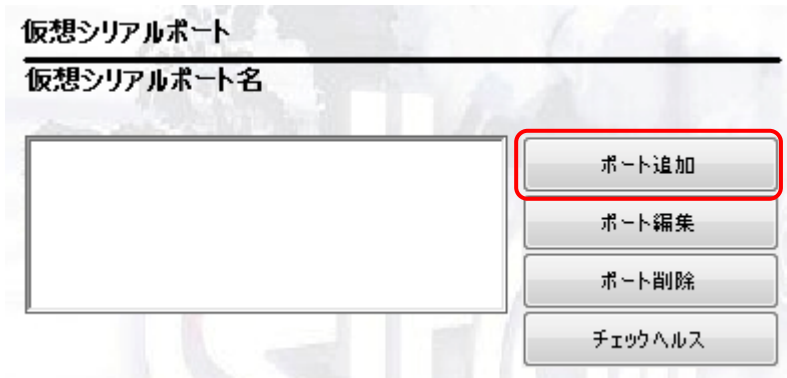 仮想シリアルポート
仮想シリアルポート名
ポート追加
ポート編集
ポート削除
チェックヘルス